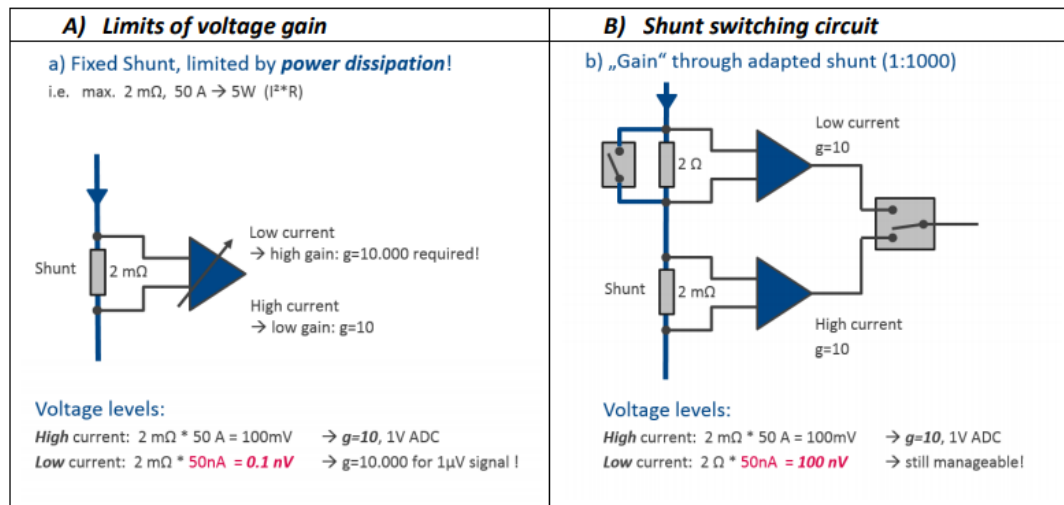 A) Limits of voltage gain
B) Shunt switching circuit
a) Fixed Shunt, limited by power dissipation!
i.e. max. 2 mΩ, 50 A → 5W (I²*R)
Low current
→ high gain: g=10.000 required!
Shunt
2 mΩ
High current
→ low gain: g=10
Voltage levels:
High current: 2 mΩ * 50 A = 100mV → g=10, 1V ADC
Low current: 2 mΩ * 50nA = 0.1 nV → g=10.000 for 1µV signal !
b) „Gain“ through adapted shunt (1:1000)
Low current
g=10
2 Ω
Shunt
2 mΩ
High current
g=10
Voltage levels:
High current: 2 mΩ * 50 A = 100mV → g=10, 1V ADC
Low current: 2 Ω * 50nA = 100 nV → still manageable!